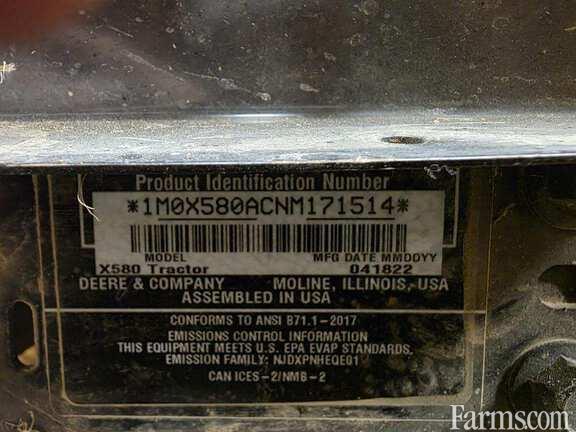 Product Identification Number
*1M0X580ACNM171514*
MODEL MFG DATE MMDDYY
X580 Tractor 041822
DEERE & COMPANY MOLINE, ILLINOIS, USA
ASSEMBLED IN USA
CONFORMS TO ANSI B71.1-2017
EMISSIONS CONTROL INFORMATION
THIS EQUIPMENT MEETS U.S. EPA EVAP STANDARDS.
EMISSION FAMILY: NJDXPNHEQE01
CAN ICES-2/NMB-2
Farms.com